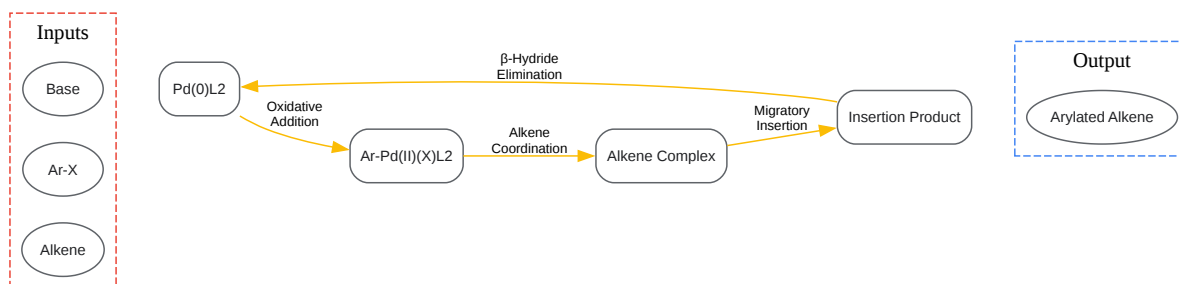 Inputs
Base
Ar-X
Alkene
Pd(0)L2
β-Hydride
Elimination
Oxidative
Addition
Ar-Pd(II)(X)L2
Alkene
Coordination
Alkene Complex
Migratory
Insertion
Insertion Product
Output
Arylated Alkene